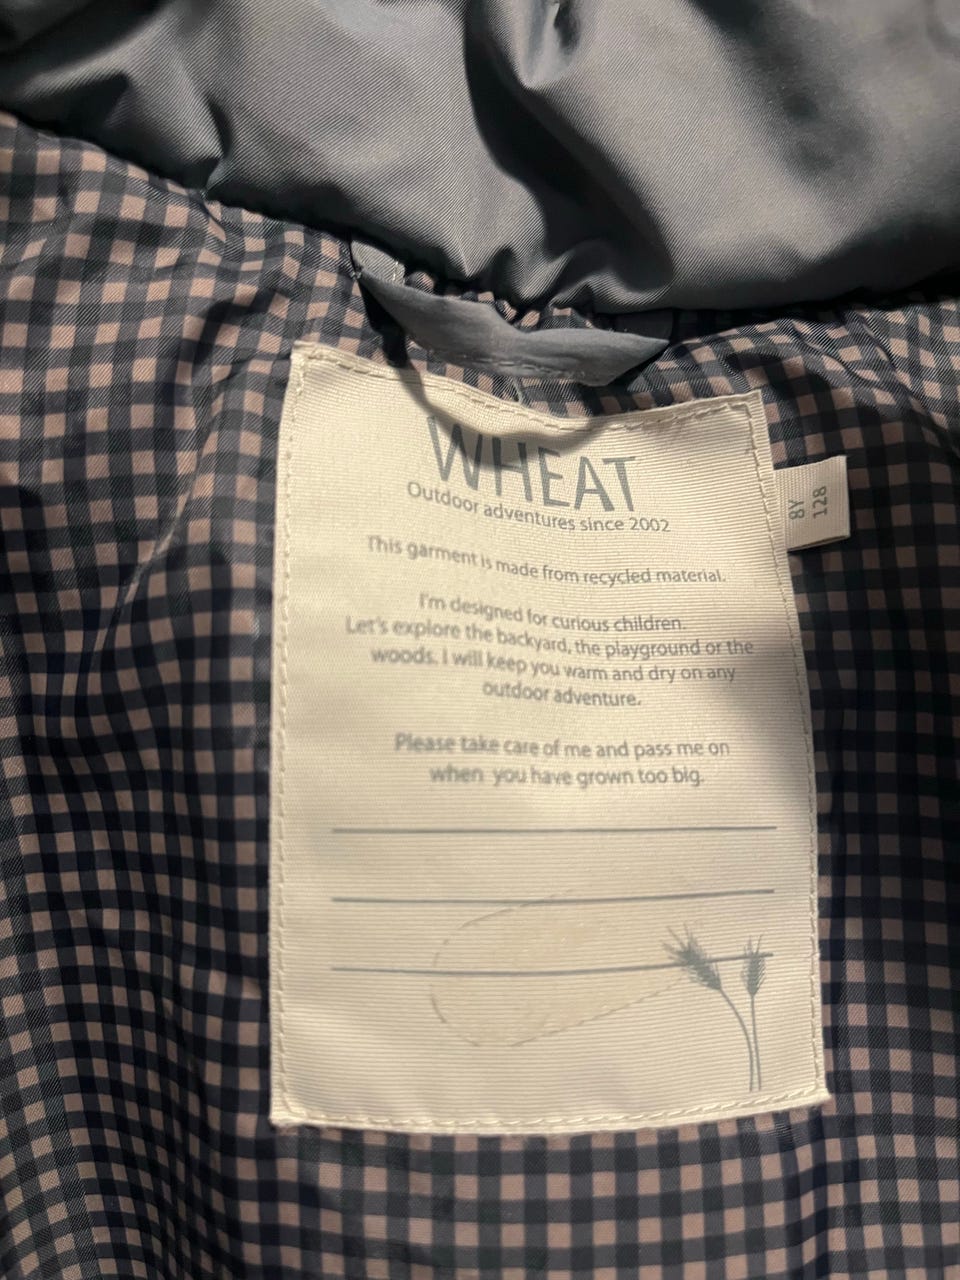 WHEAT
Outdoor adventures since 2002
8Y
128
This garment is made from recycled material.
I'm designed for curious children.
Let's explore the backyard, the playground or the
woods. I will keep you warm and dry on any
outdoor adventure.
Please take care of me and pass me on
when you have grown too big.